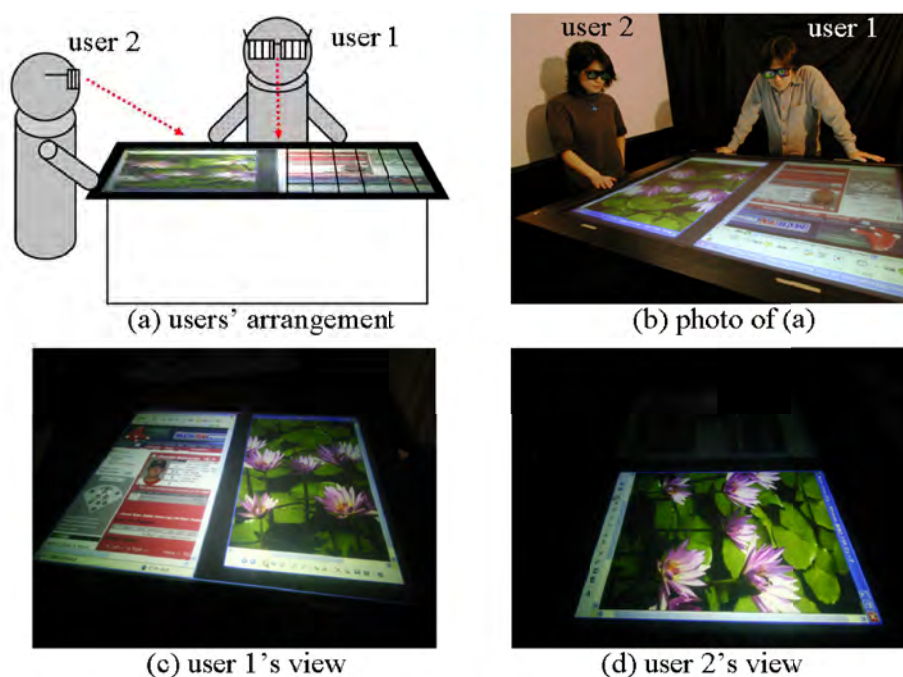 user 2
user 1
user 2
user 1
(a) users’ arrangement
(b) photo of (a)
(c) user 1’s view
(d) user 2’s view